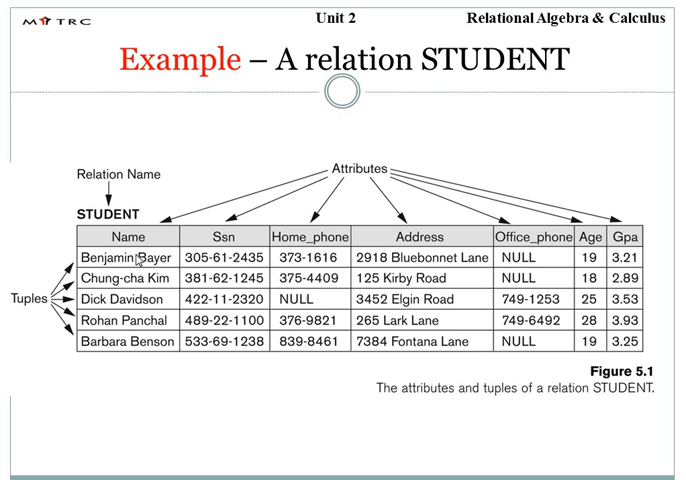 MYTRC Unit 2 Relational Algebra & Calculus
Example – A relation STUDENT
Relation Name
Attributes
STUDENT
Name Ssn Home_phone Address Office_phone Age Gpa
Benjamin Bayer 305-61-2435 373-1616 2918 Bluebonnet Lane NULL 19 3.21
Chung-cha Kim 381-62-1245 375-4409 125 Kirby Road NULL 18 2.89
Tuples Dick Davidson 422-11-2320 NULL 3452 Elgin Road 749-1253 25 3.53
Rohan Panchal 489-22-1100 376-9821 265 Lark Lane 749-6492 28 3.93
Barbara Benson 533-69-1238 839-8461 7384 Fontana Lane NULL 19 3.25
Figure 5.1
The attributes and tuples of a relation STUDENT.